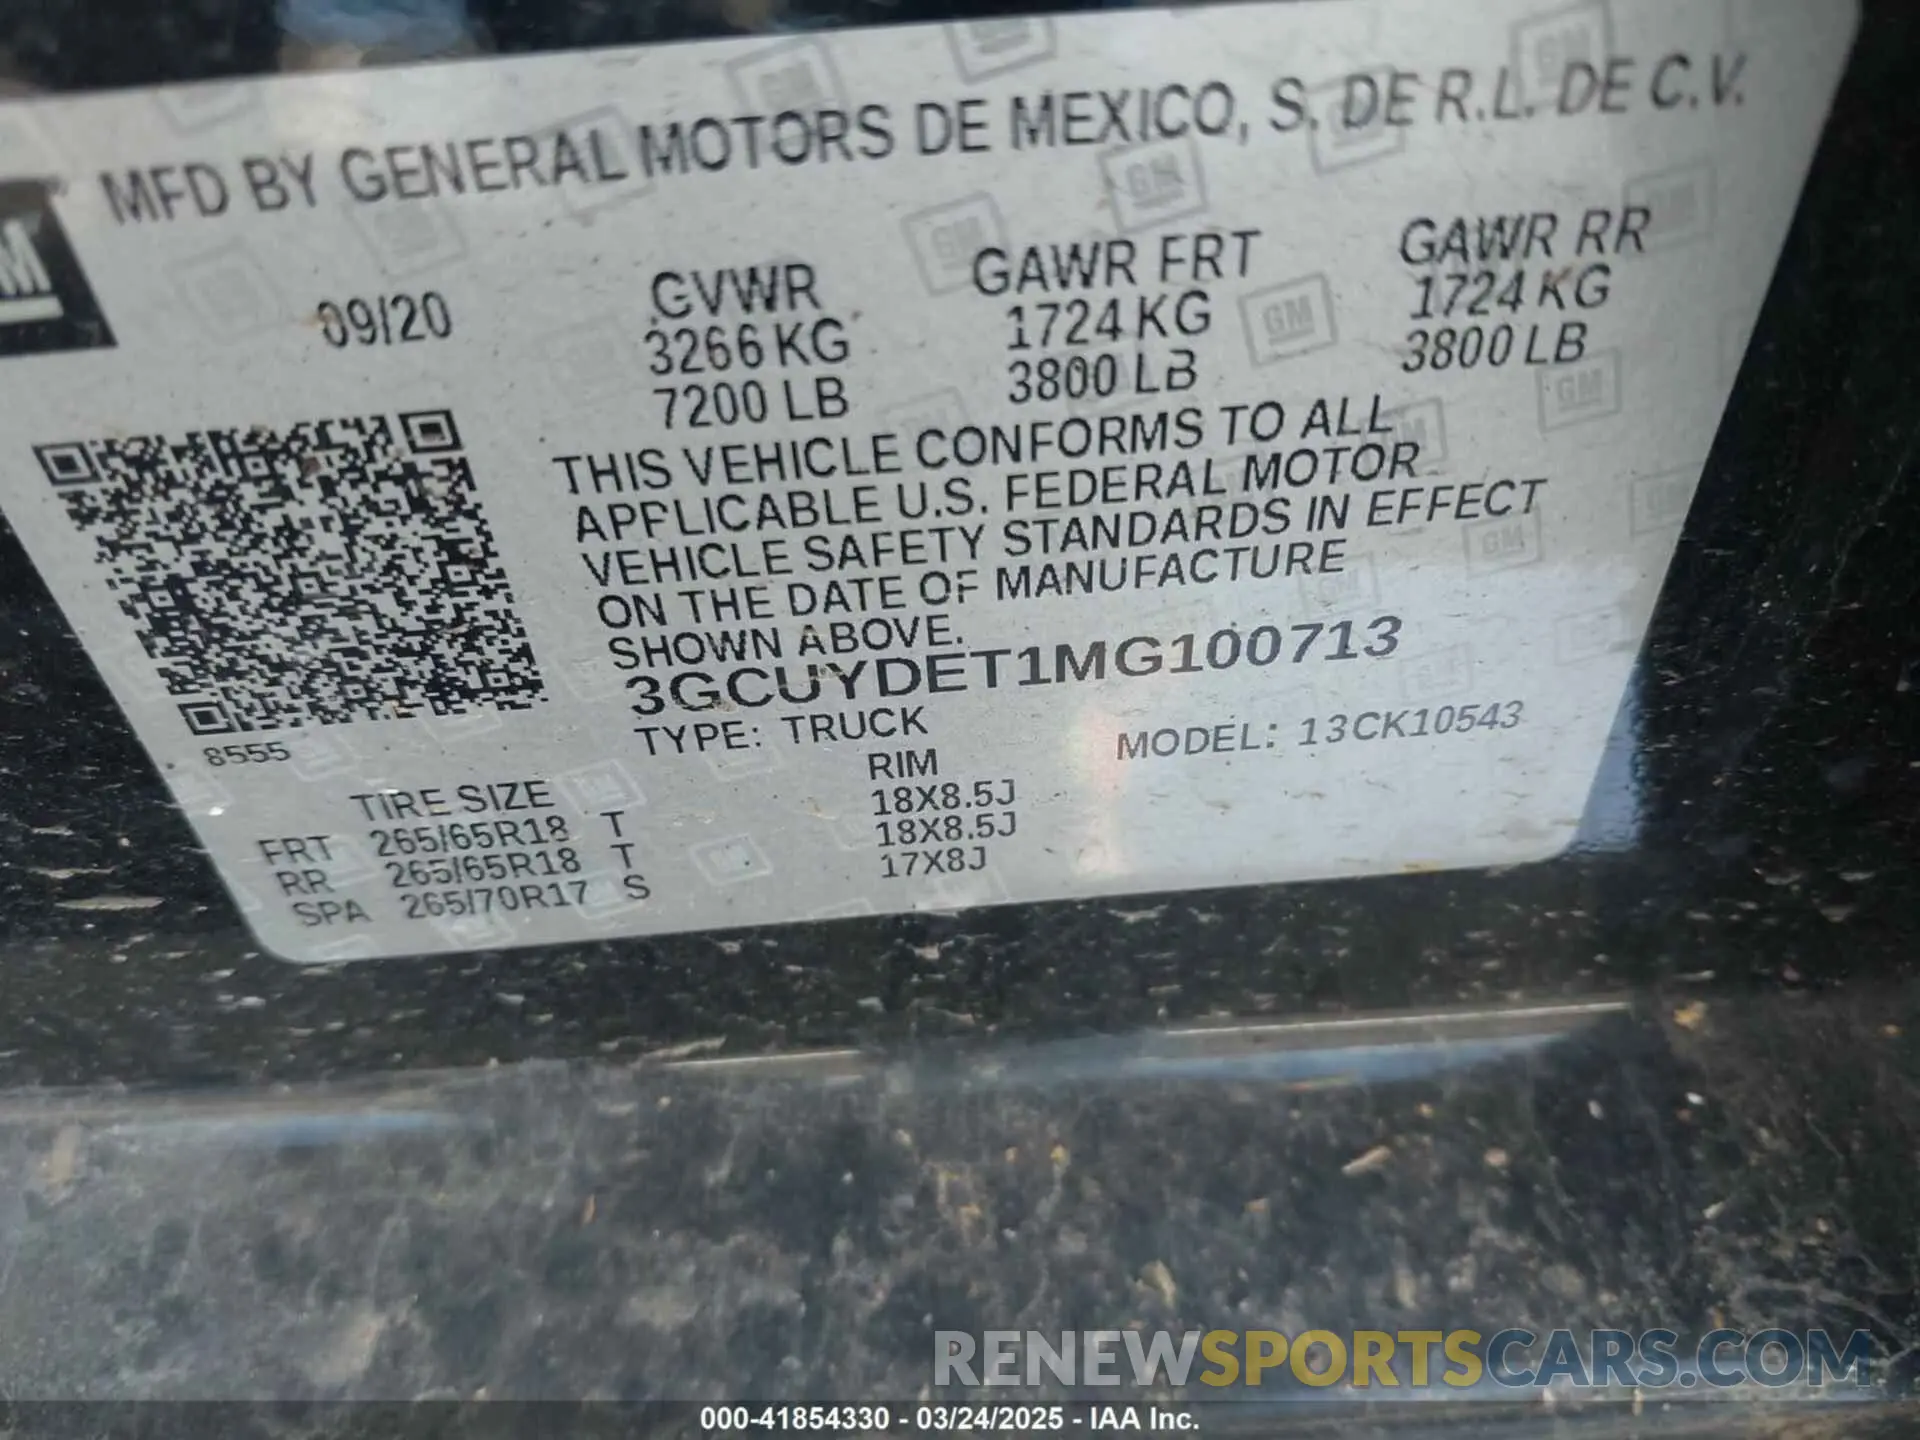 MFD BY GENERAL MOTORS DE MEXICO, S. DE R.L. DE C.V.
09/20
GVWR
3266 KG
7200 LB
GAWR FRT
1724 KG
3800 LB
GAWR RR
1724 KG
3800 LB
THIS VEHICLE CONFORMS TO ALL
APPLICABLE U.S. FEDERAL MOTOR
VEHICLE SAFETY STANDARDS IN EFFECT
ON THE DATE OF MANUFACTURE
SHOWN ABOVE.
3GCUYDET1MG100713
TYPE: TRUCK
MODEL: 13CK10543
8555
TIRE SIZE RIM
FRT 265/65R18 T 18X8.5J
RR 265/65R18 T 18X8.5J
SPA 265/70R17 S 17X8J
RENEWSPORTSCARS.COM
000-41854330 - 03/24/2025 - IAA Inc.